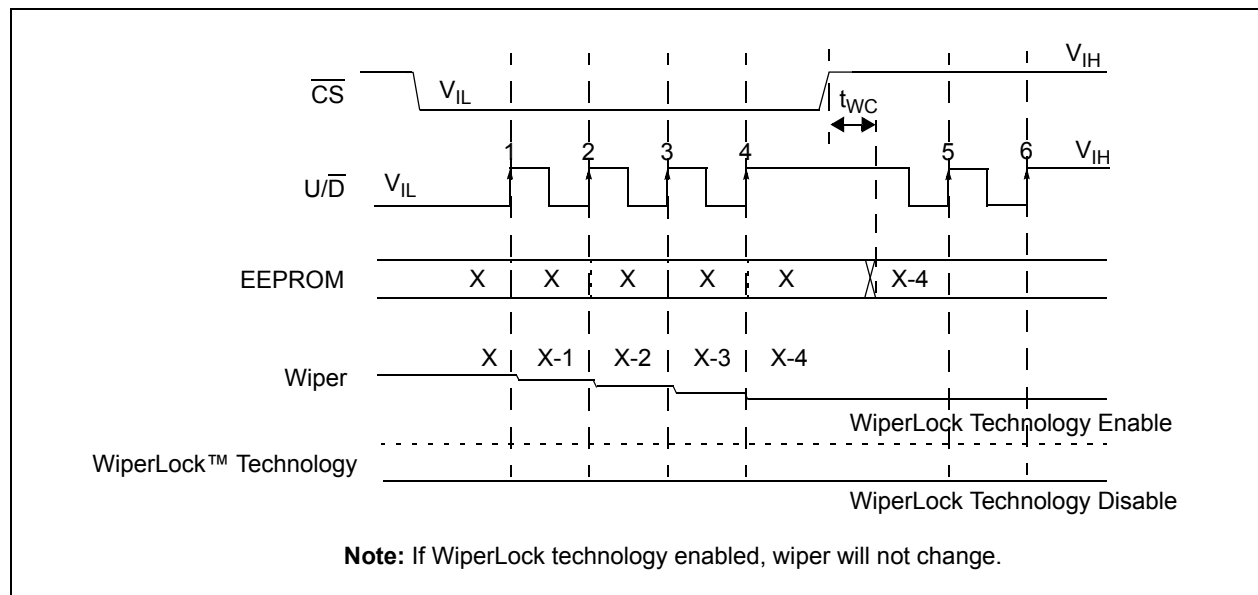 V_IH
C̅S̅ V_IL
t_WC
1 2 3 4 5 6 V_IH
U/D̅ V_IL
EEPROM X X X X X X-4
X X-1 X-2 X-3 X-4
Wiper
WiperLock Technology Enable
WiperLock™ Technology
WiperLock Technology Disable
Note: If WiperLock technology enabled, wiper will not change.